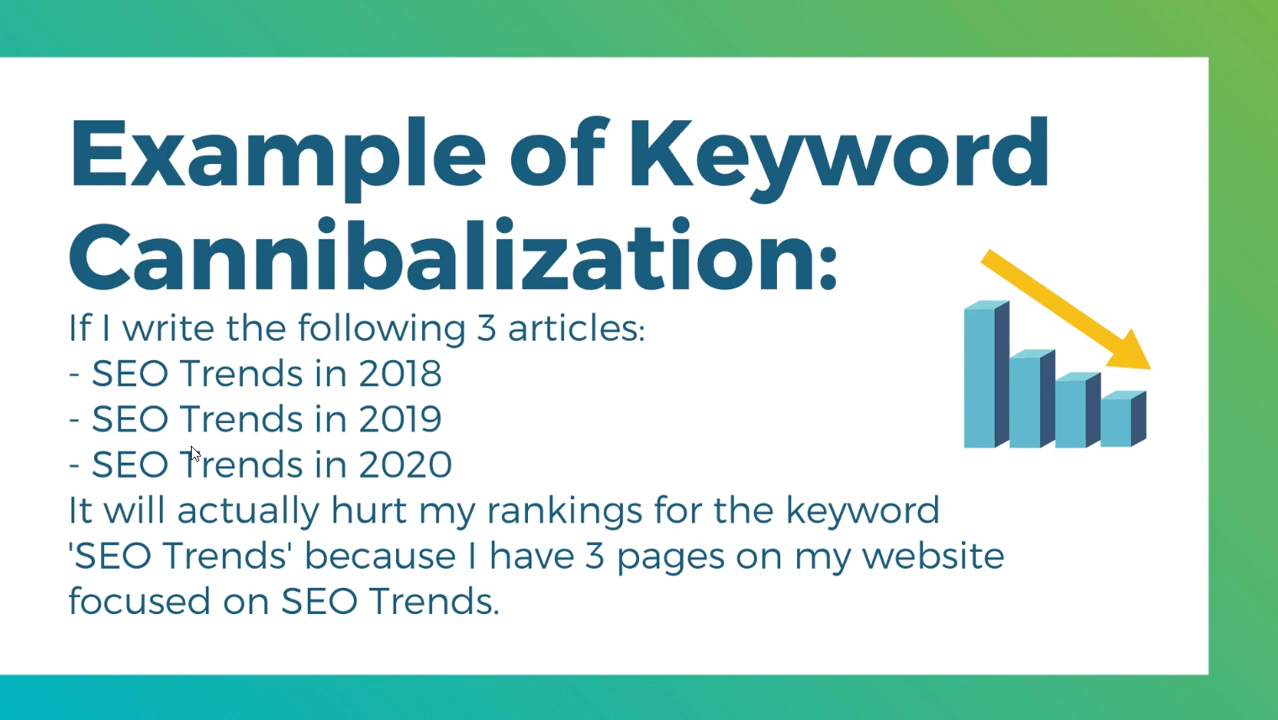 Example of Keyword
Cannibalization:
If I write the following 3 articles:
- SEO Trends in 2018
- SEO Trends in 2019
- SEO Trends in 2020
It will actually hurt my rankings for the keyword
'SEO Trends' because I have 3 pages on my website
focused on SEO Trends.